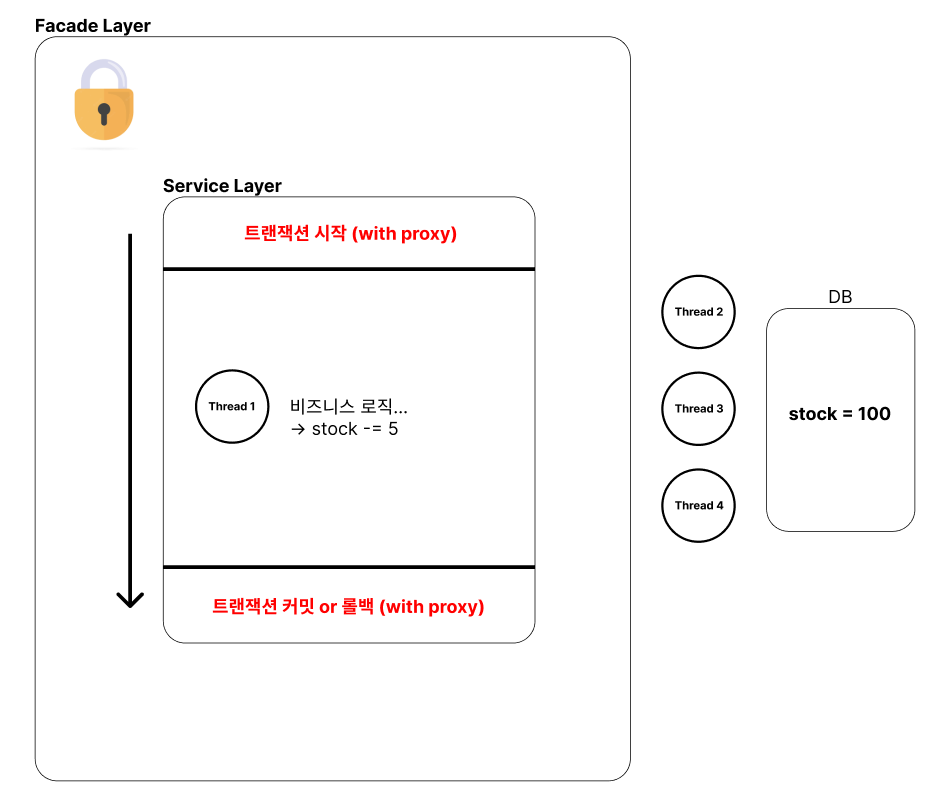 Facade Layer
Service Layer
트랜잭션 시작 (with proxy)
Thread 1
비즈니스 로직...
→ stock -= 5
트랜잭션 커밋 or 롤백 (with proxy)
Thread 2
Thread 3
Thread 4
DB
stock = 100